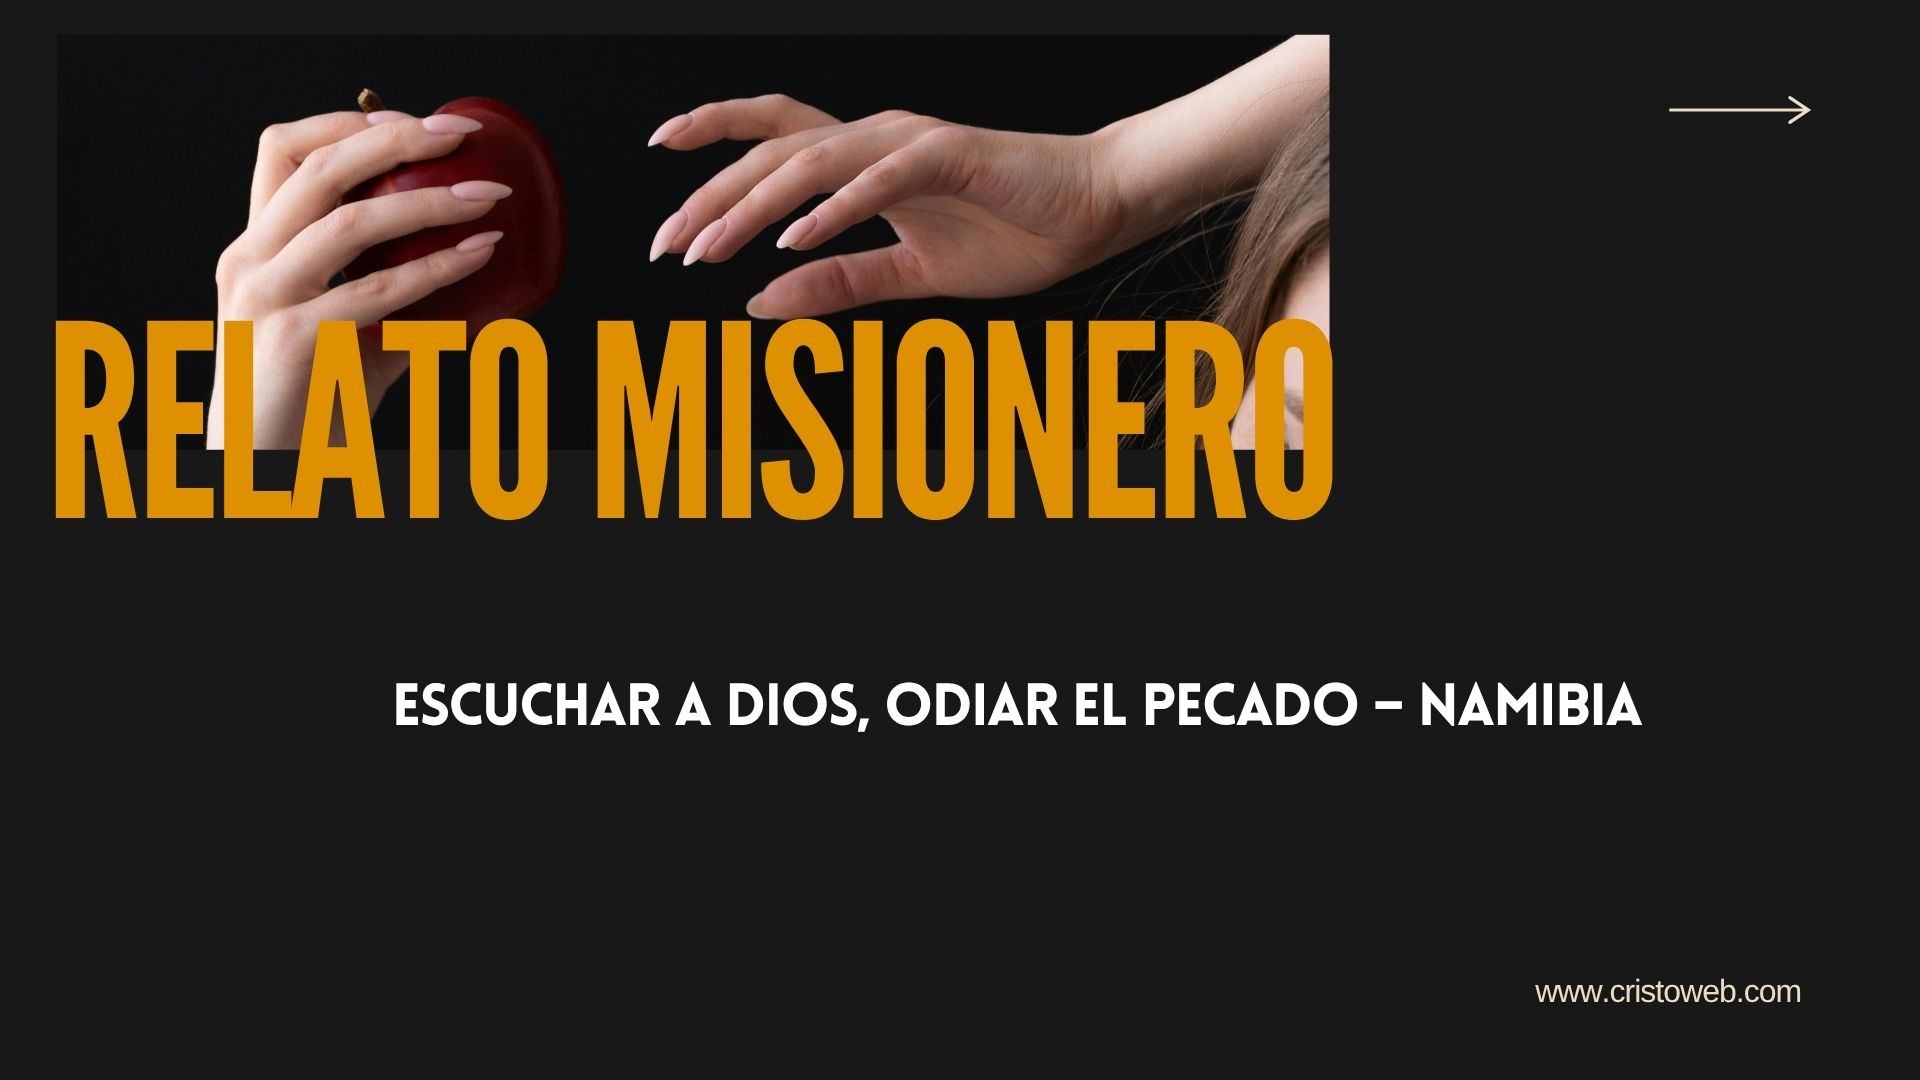 RELATO MISIONERO
ESCUCHAR A DIOS, ODIAR EL PECADO – NAMIBIA
www.cristoweb.com